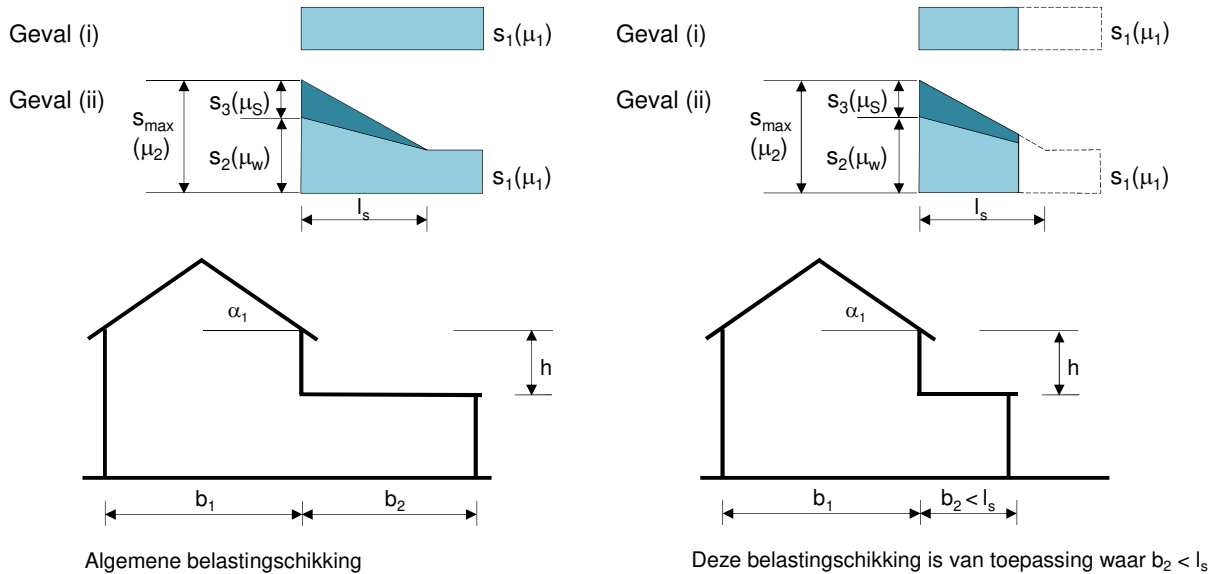 Geval (i)
s1(μ1)
Geval (ii)
smax
(μ2)
s3(μS)
s2(μw)
s1(μ1)
ls
α1
h
b1
b2
Algemene belastingschikking
Geval (i)
s1(μ1)
Geval (ii)
smax
(μ2)
s3(μS)
s2(μw)
s1(μ1)
ls
α1
h
b1
b2 < ls
Deze belastingschikking is van toepassing waar b2 < ls